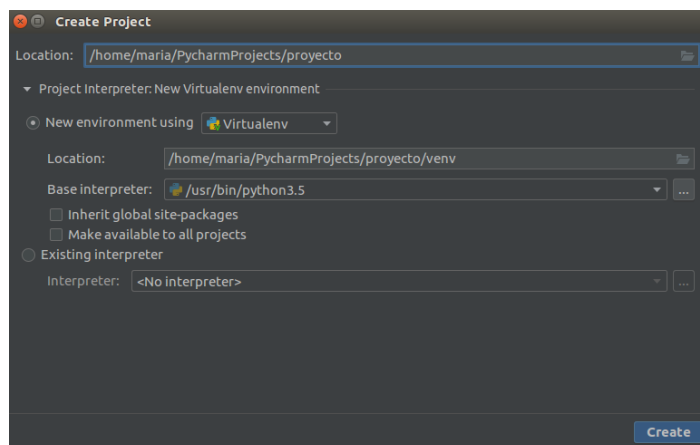 Create Project
Location: /home/maria/PycharmProjects/proyecto
Project Interpreter: New Virtualenv environment
New environment using Virtualenv
Location: /home/maria/PycharmProjects/proyecto/venv
Base interpreter: /usr/bin/python3.5 ...
Inherit global site-packages
Make available to all projects
Existing interpreter
Interpreter: <No interpreter> ...
Create